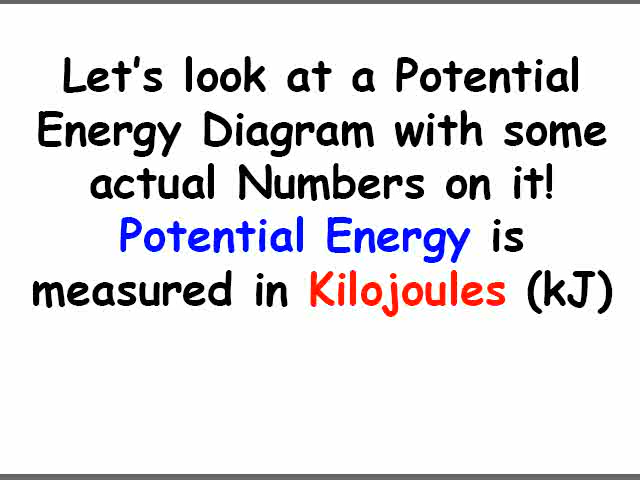 Let's look at a Potential
Energy Diagram with some
actual Numbers on it!
Potential Energy is
measured in Kilojoules (kJ)